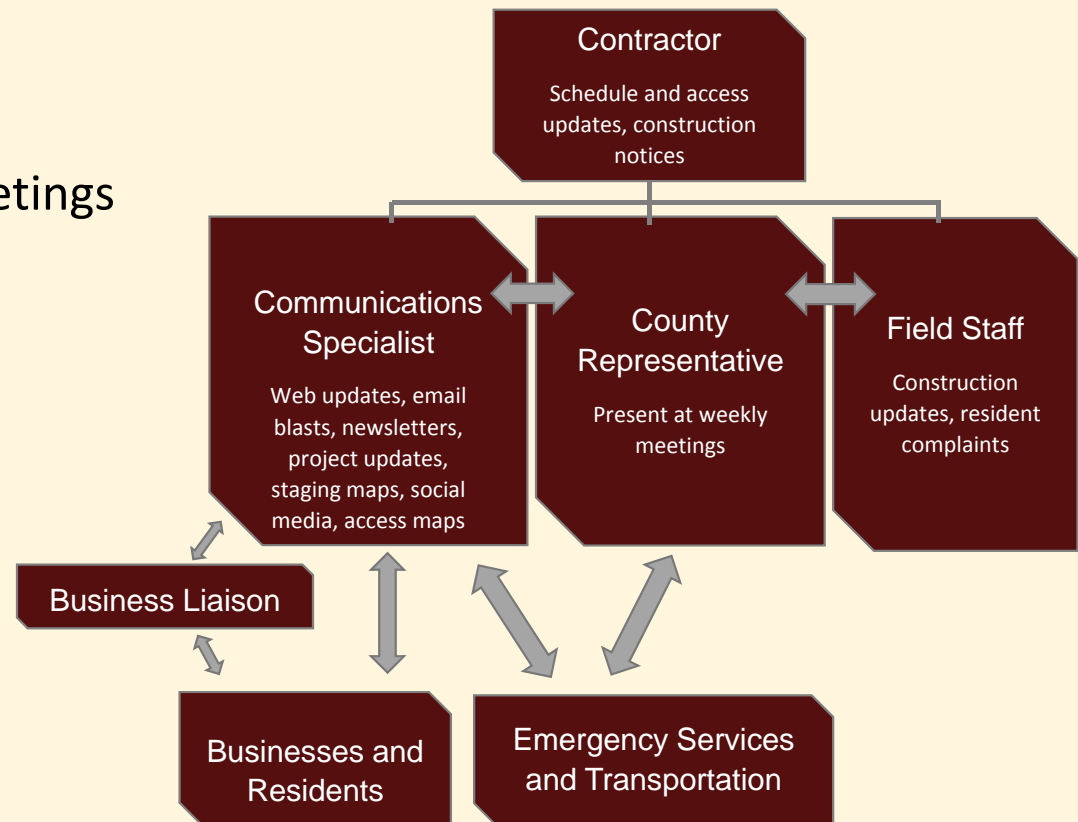 Contractor
Schedule and access
updates, construction
notices
etings
Communications
Specialist
Web updates, email
blasts, newsletters,
project updates,
staging maps, social
media, access maps
County
Representative
Present at weekly
meetings
Field Staff
Construction
updates, resident
complaints
Business Liaison
Businesses and
Residents
Emergency Services
and Transportation